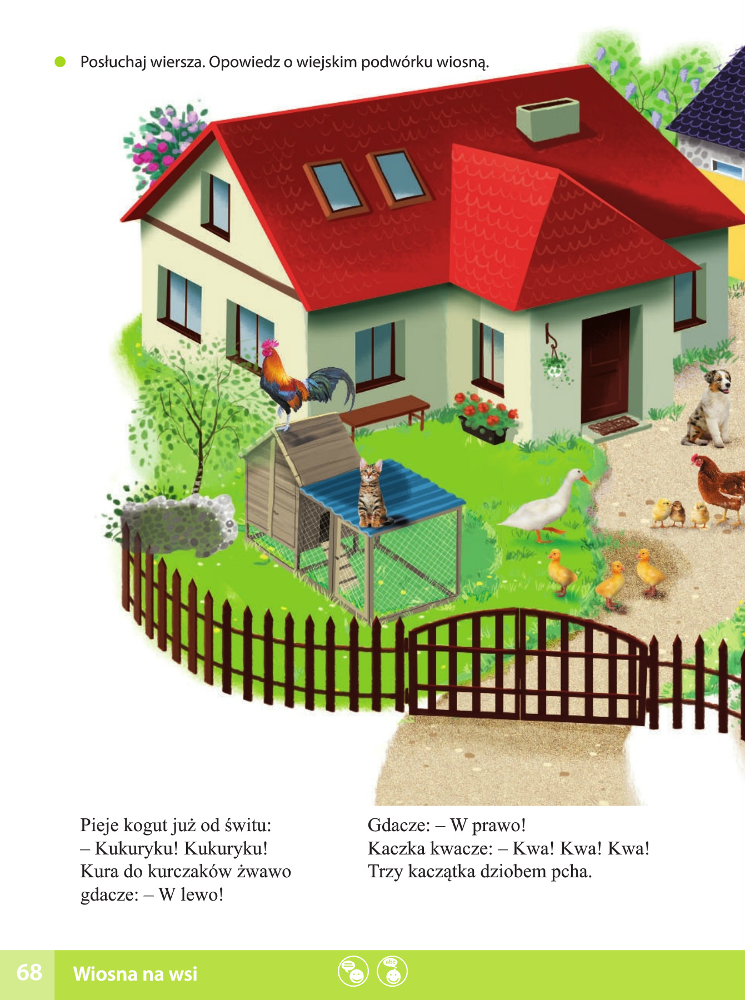 Posłuchaj wiersza. Opowiedz o wiejskim podwórku wiosną.
Pieje kogut już od świtu:
– Kukuryku! Kukuryku!
Kura do kurczaków żwawo
gdacze: – W lewo!
Gdacze: – W prawo!
Kaczka kwacze: – Kwa! Kwa! Kwa!
Trzy kaczątka dziobem pcha.
68 Wiosna na wsi
abc